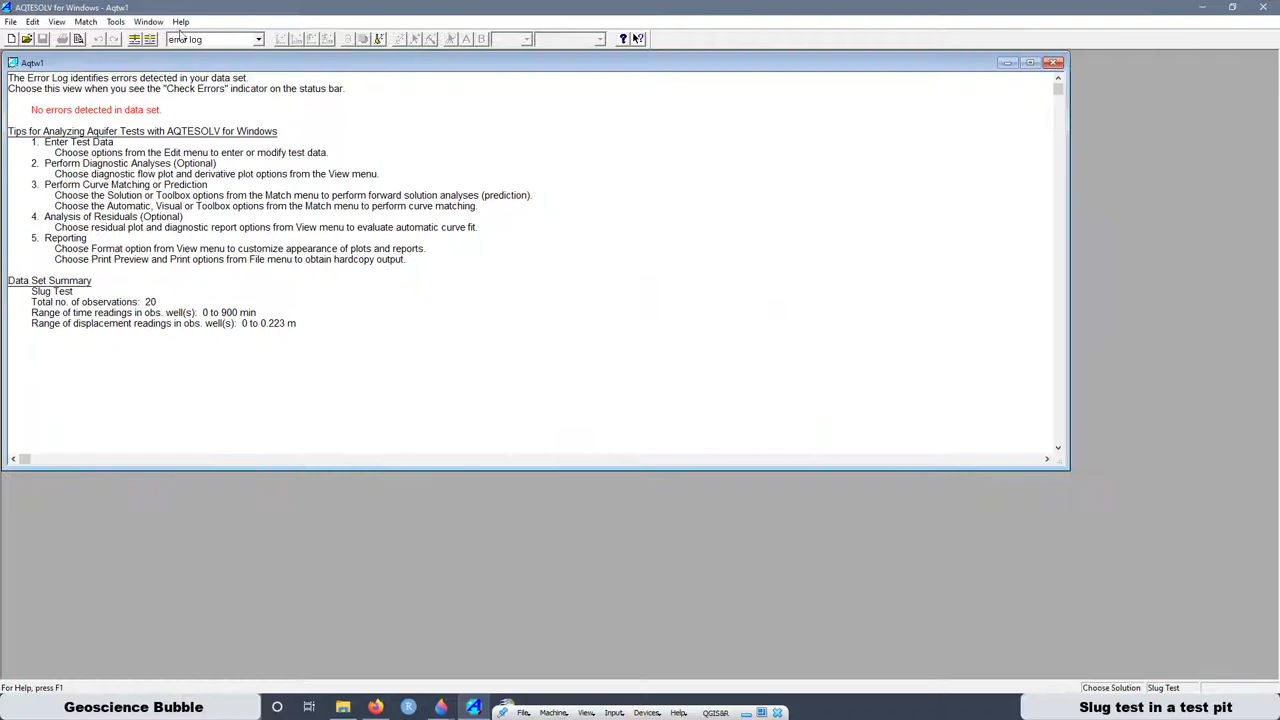 AQTESOLV for Windows - Aqtw1
File Edit View Match Tools Window Help
error log
Aqtw1
The Error Log identifies errors detected in your data set.
Choose this view when you see the "Check Errors" indicator on the status bar.
No errors detected in data set.
Tips for Analyzing Aquifer Tests with AQTESOLV for Windows
1. Enter Test Data
Choose options from the Edit menu to enter or modify test data.
2. Perform Diagnostic Analyses (Optional)
Choose diagnostic flow plot and derivative plot options from the View menu.
3. Perform Curve Matching or Prediction
Choose the Solution or Toolbox options from the Match menu to perform forward solution analyses (prediction).
Choose the Automatic, Visual or Toolbox options from the Match menu to perform curve matching.
4. Analysis of Residuals (Optional)
Choose residual plot and diagnostic report options from View menu to evaluate automatic curve fit.
5. Reporting
Choose Format option from View menu to customize appearance of plots and reports.
Choose Print Preview and Print options from File menu to obtain hardcopy output.
Data Set Summary
Slug Test
Total no. of observations: 20
Range of time readings in obs. well(s): 0 to 900 min
Range of displacement readings in obs. well(s): 0 to 0.223 m
For Help, press F1
Choose Solution Slug Test
Geoscience Bubble
File Machine View Input Devices Help QGIS&R
Slug test in a test pit